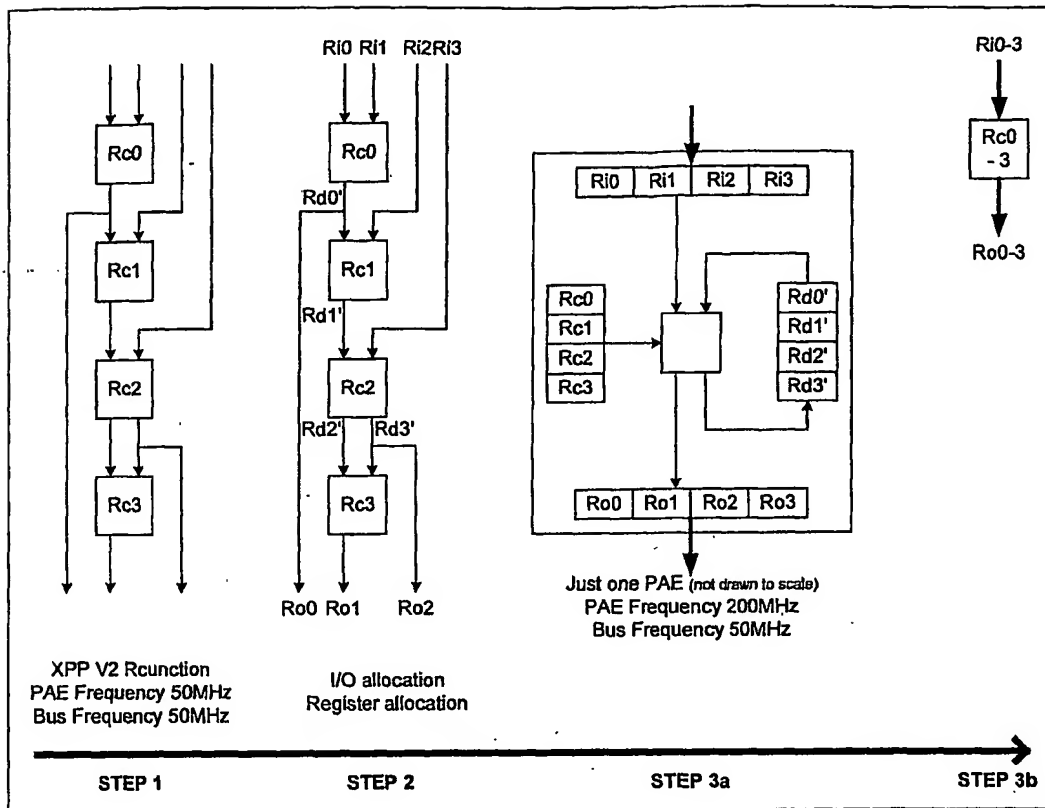 Ri0 Ri1 Ri2Ri3
Ri0-3
Rc0
Rc0
Rc0
-3
Rd0'
Ri0 Ri1 Ri2 Ri3
Rc1
Rc1
Ro0-3
Rd1'
Rc0
Rc1
Rc2
Rc3
Rd0'
Rd1'
Rd2'
Rd3'
Rc2
Rc2
Rd2' Rd3'
Rc3
Rc3
Ro0 Ro1 Ro2 Ro3
Ro0 Ro1 Ro2
Just one PAE (not drawn to scale)
PAE Frequency 200MHz
Bus Frequency 50MHz
XPP V2 Rcunction
PAE Frequency 50MHz
Bus Frequency 50MHz
I/O allocation
Register allocation
STEP 1 STEP 2 STEP 3a STEP 3b